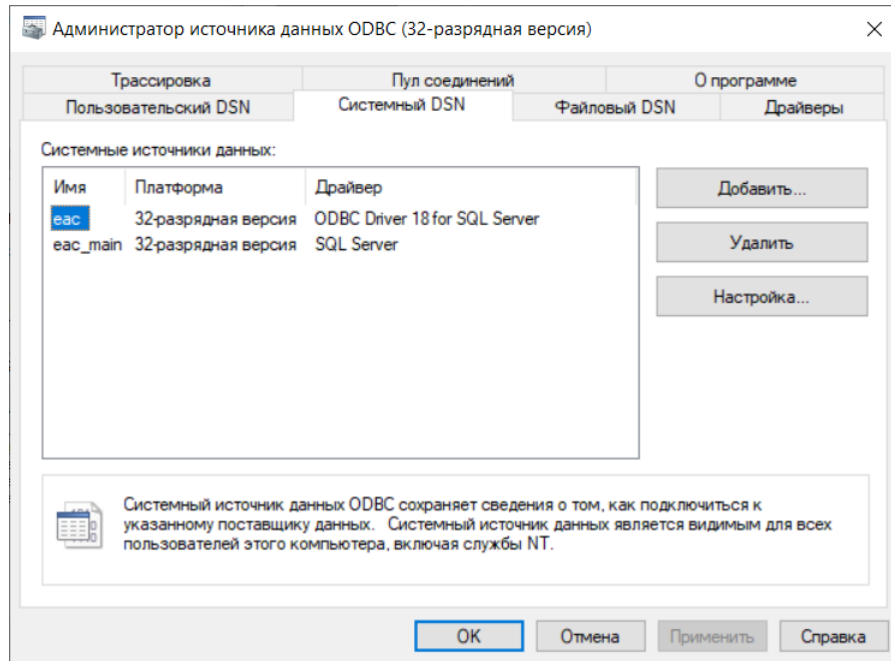 Администратор источника данных ODBC (32-разрядная версия)
Трассировка Пул соединений О программе
Пользовательский DSN Системный DSN Файловый DSN Драйверы
Системные источники данных:
Имя Платформа Драйвер
eac 32-разрядная версия ODBC Driver 18 for SQL Server
eac_main 32-разрядная версия SQL Server
Добавить...
Удалить
Настройка...
Системный источник данных ODBC сохраняет сведения о том, как подключиться к
указанному поставщику данных. Системный источник данных является видимым для всех
пользователей этого компьютера, включая службы NT.
OK Отмена Применить Справка